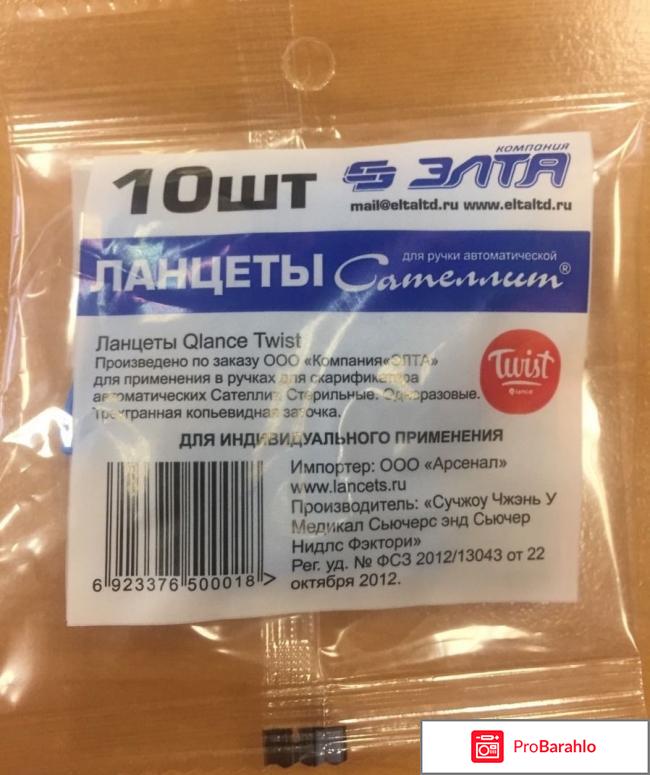 10шт
компания
ЭЛТА
mail@eltaltd.ru www.eltaltd.ru
ЛАНЦЕТЫ
для ручки автоматической
Сателлит®
Ланцеты Qlance Twist
Произведено по заказу ООО «Компания«ЭЛТА»
для применения в ручках для скарификатора
автоматических Сателлит. Стерильные. Одноразовые.
Трехгранная копьевидная заточка.
Twist
Qlance
ДЛЯ ИНДИВИДУАЛЬНОГО ПРИМЕНЕНИЯ
Импортер: ООО «Арсенал»
www.lancets.ru
Производитель: «Сучжоу Чжэнь У
Медикал Сьючерс энд Сьючер
Нидлс Фэктори»
Рег. уд. № ФСЗ 2012/13043 от 22
октября 2012.
6 923376 500018 >
ProBarahlo